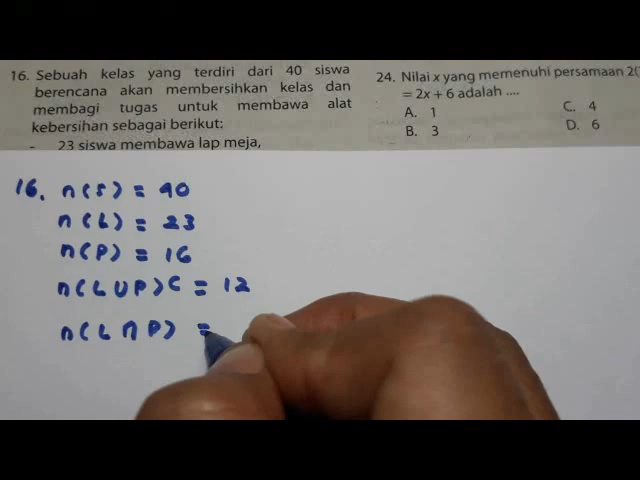 16. Sebuah kelas yang terdiri dari 40 siswa
berencana akan membersihkan kelas dan
membagi tugas untuk membawa alat
kebersihan sebagai berikut:
- 23 siswa membawa lap meja,
24. Nilai x yang memenuhi persamaan 2(
= 2x + 6 adalah ....
A. 1
C. 4
B. 3
D. 6
16. n(S) = 40
n(L) = 23
n(P) = 16
n(L ∪ P)C = 12
n(L ∩ P) =